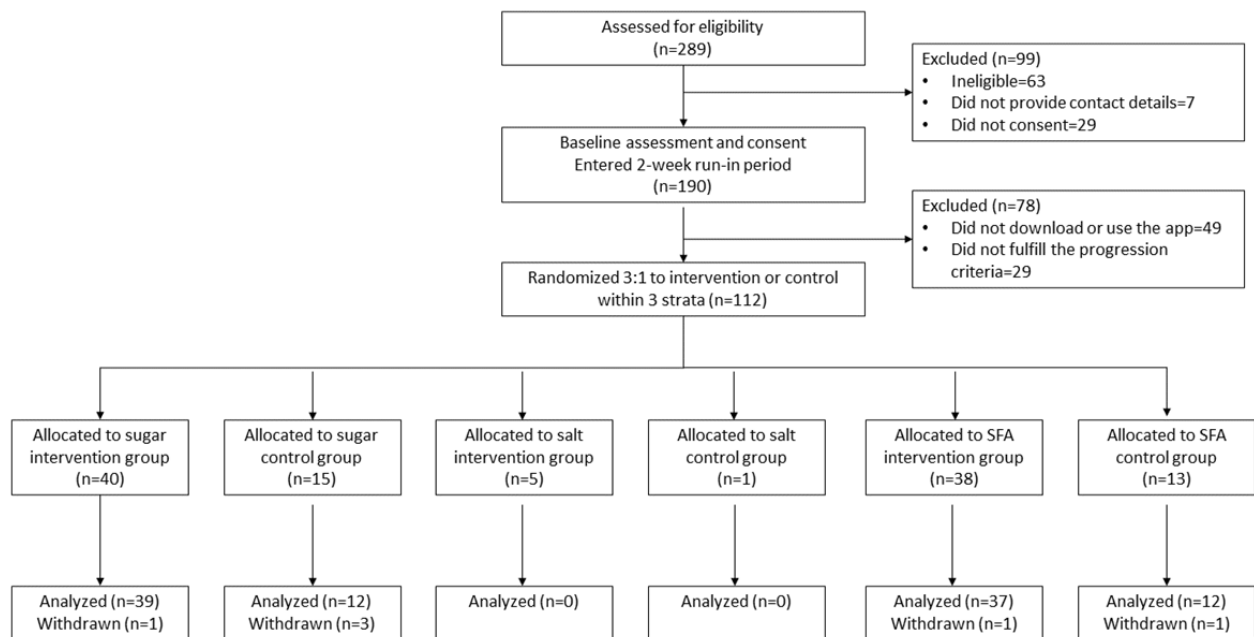 Assessed for eligibility
(n=289)
Excluded (n=99)
• Ineligible=63
• Did not provide contact details=7
• Did not consent=29
Baseline assessment and consent
Entered 2-week run-in period
(n=190)
Excluded (n=78)
• Did not download or use the app=49
• Did not fulfill the progression
criteria=29
Randomized 3:1 to intervention or control
within 3 strata (n=112)
Allocated to sugar
intervention group
(n=40)
Allocated to sugar
control group
(n=15)
Allocated to salt
intervention group
(n=5)
Allocated to salt
control group
(n=1)
Allocated to SFA
intervention group
(n=38)
Allocated to SFA
control group
(n=13)
Analyzed (n=39)
Withdrawn (n=1)
Analyzed (n=12)
Withdrawn (n=3)
Analyzed (n=0)
Analyzed (n=0)
Analyzed (n=37)
Withdrawn (n=1)
Analyzed (n=12)
Withdrawn (n=1)